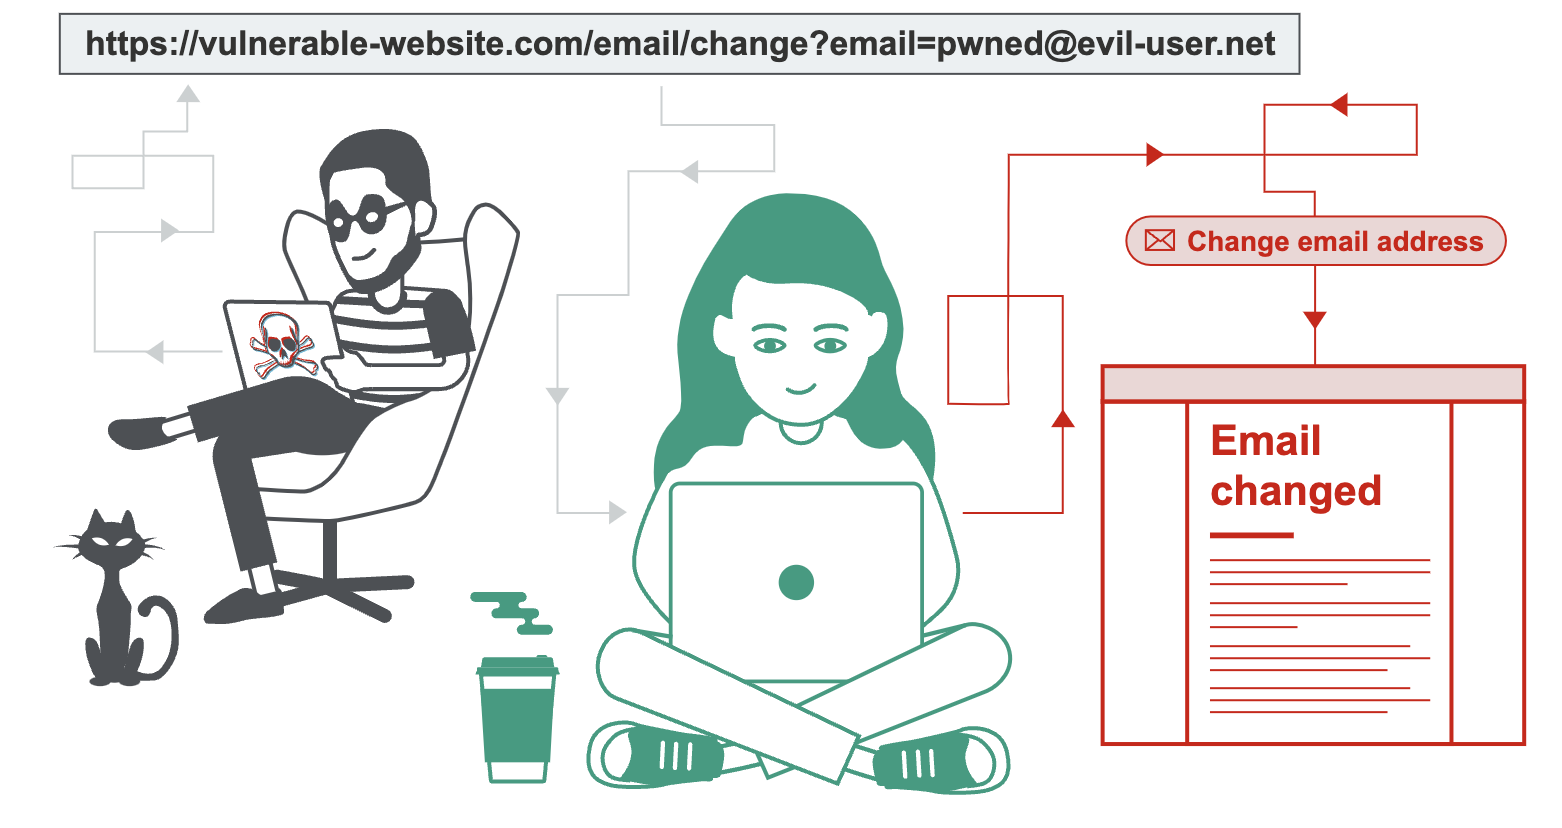 https://vulnerable-website.com/email/change?email=pwned@evil-user.net
Change email address
Email
changed